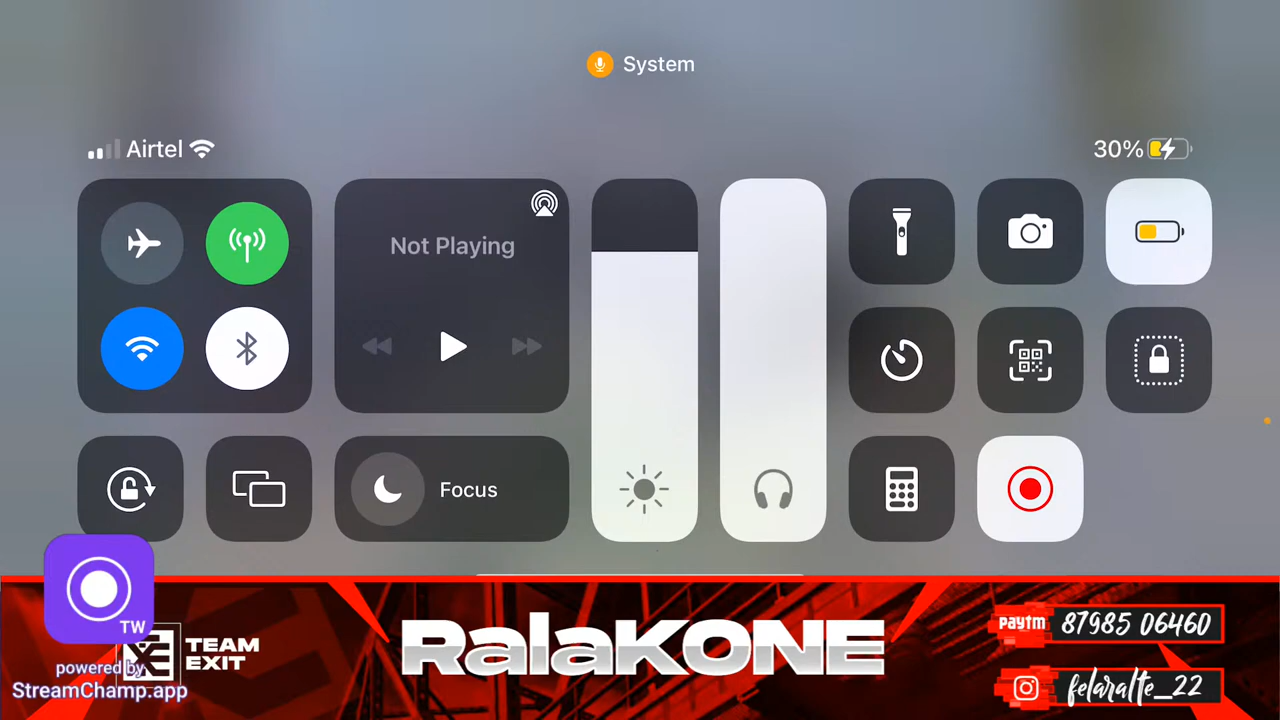 System
Airtel
30%
Not Playing
Focus
TW
powered by
StreamChamp.app
TEAM
EXIT
RalaKONE
paytm 87985 06460
felaralte_22